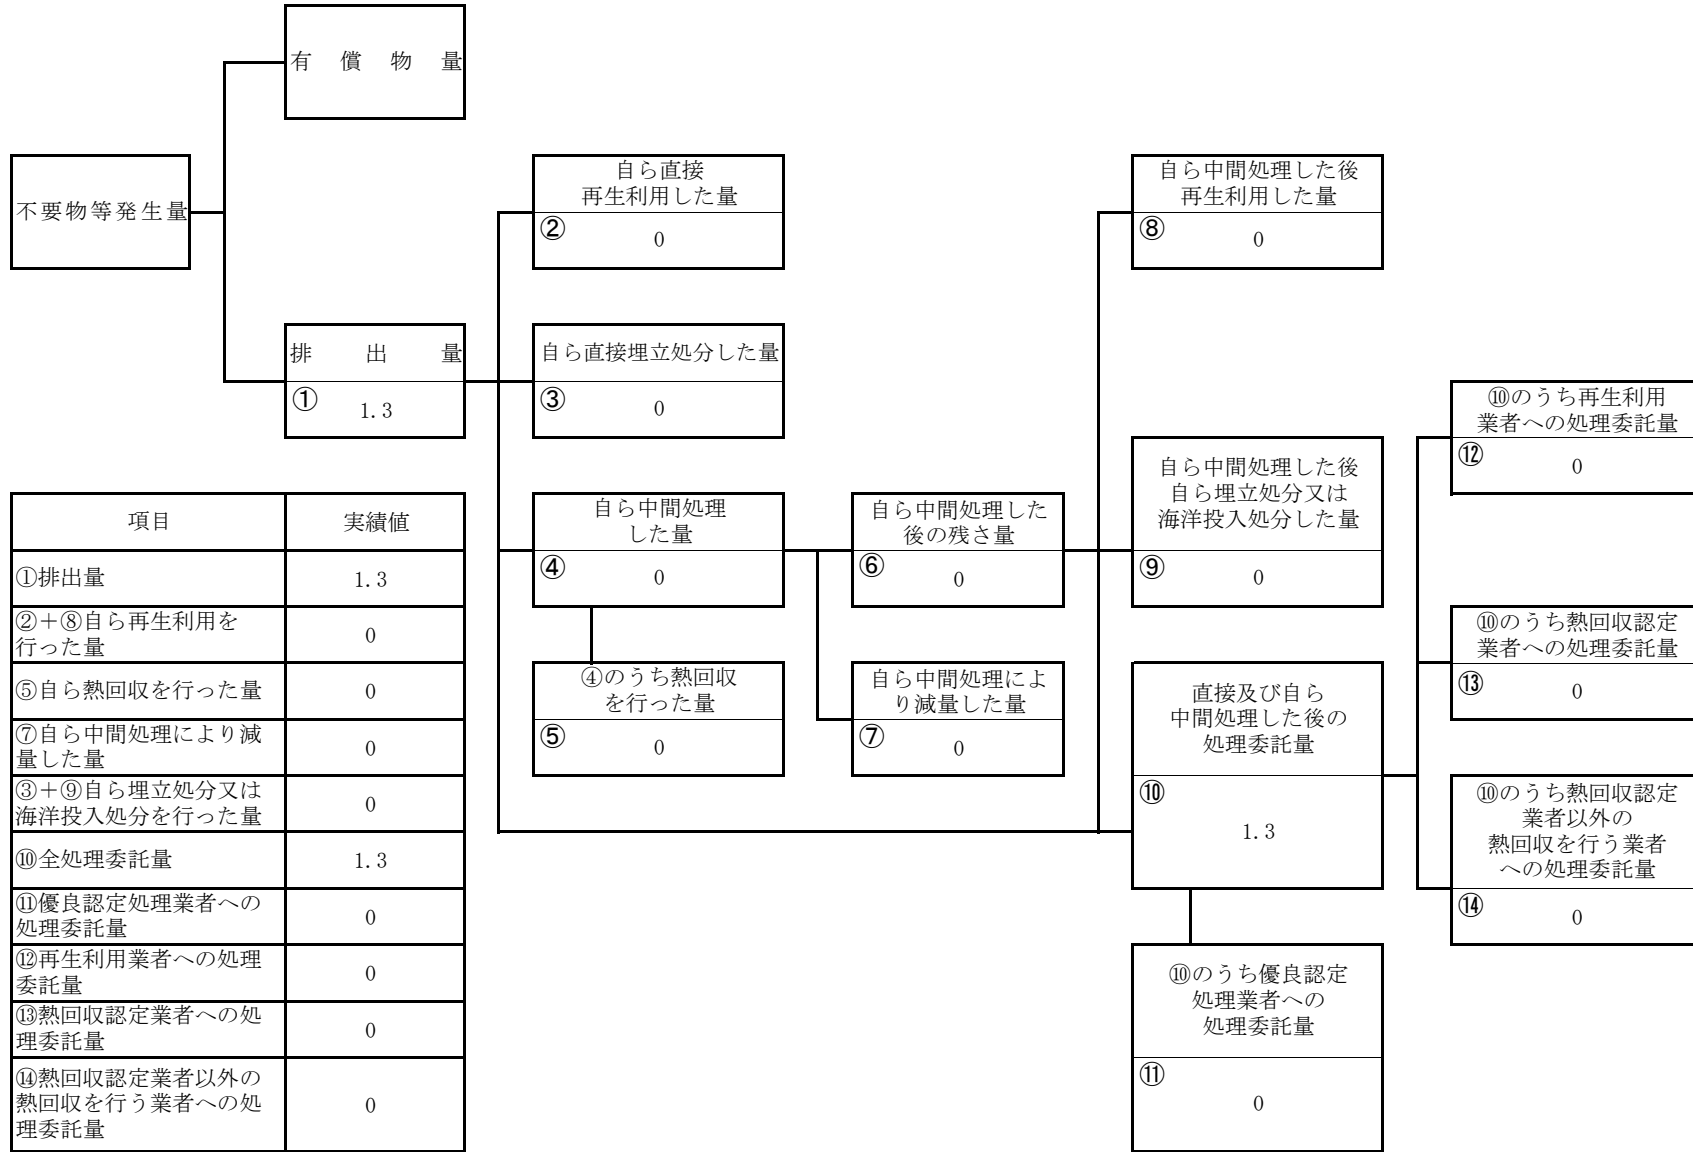 有償物量
不要物等発生量
自ら直接
再生利用した量
②
0
自ら中間処理した後
再生利用した量
⑧
0
排出量
①
1.3
自ら直接埋立処分した量
③
0
⑩のうち再生利用
業者への処理委託量
⑫
0
自ら中間処理
した量
④
0
自ら中間処理した
後の残さ量
⑥
0
自ら中間処理した後
自ら埋立処分又は
海洋投入処分した量
⑨
0
⑩のうち熱回収認定
業者への処理委託量
⑬
0
④のうち熱回収
を行った量
⑤
0
自ら中間処理によ
り減量した量
⑦
0
直接及び自ら
中間処理した後の
処理委託量
⑩
1.3
⑩のうち熱回収認定
業者以外の
熱回収を行う業者
への処理委託量
⑭
0
⑩のうち優良認定
処理業者への
処理委託量
⑪
0
項目
実績値
①排出量
1.3
②＋⑧自ら再生利用を
行った量
0
⑤自ら熱回収を行った量
0
⑦自ら中間処理により減
量した量
0
③＋⑨自ら埋立処分又は
海洋投入処分を行った量
0
⑩全処理委託量
1.3
⑪優良認定処理業者への
処理委託量
0
⑫再生利用業者への処理
委託量
0
⑬熱回収認定業者への処
理委託量
0
⑭熱回収認定業者以外の
熱回収を行う業者への処
理委託量
0